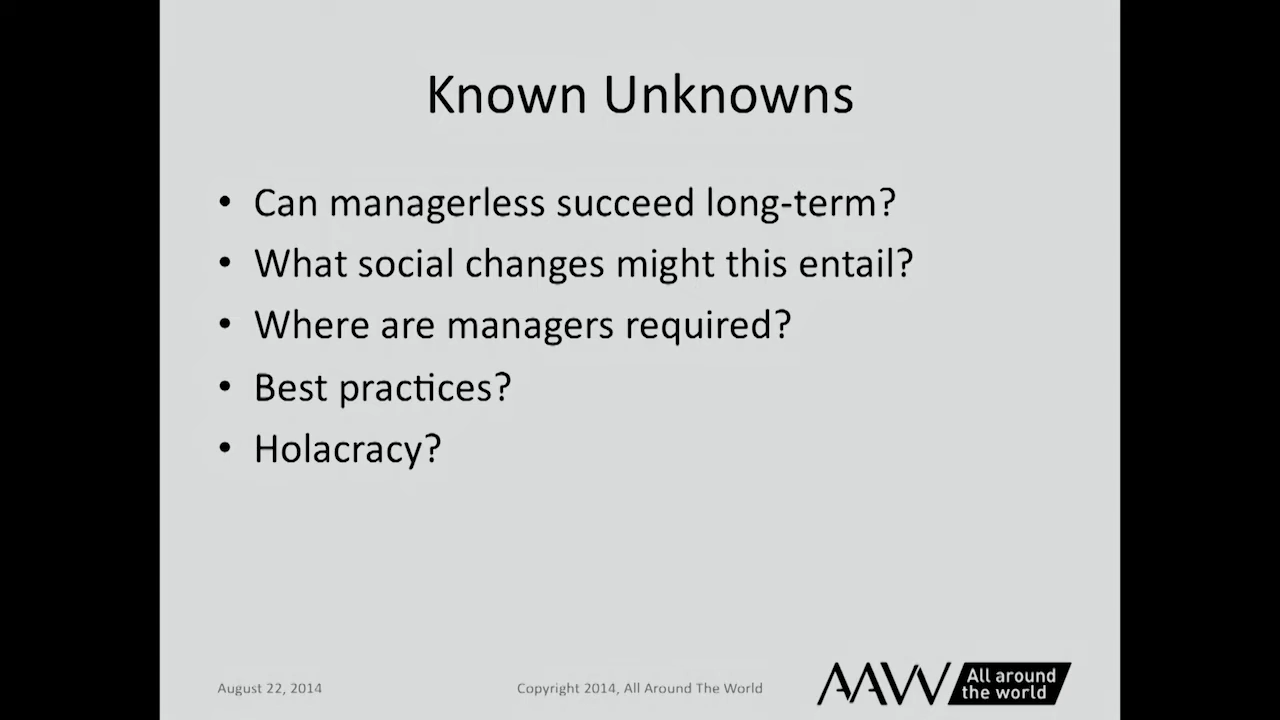 Known Unknowns
• Can managerless succeed long-term?
• What social changes might this entail?
• Where are managers required?
• Best practices?
• Holacracy?
August 22, 2014
Copyright 2014, All Around The World
AAW All around
the world